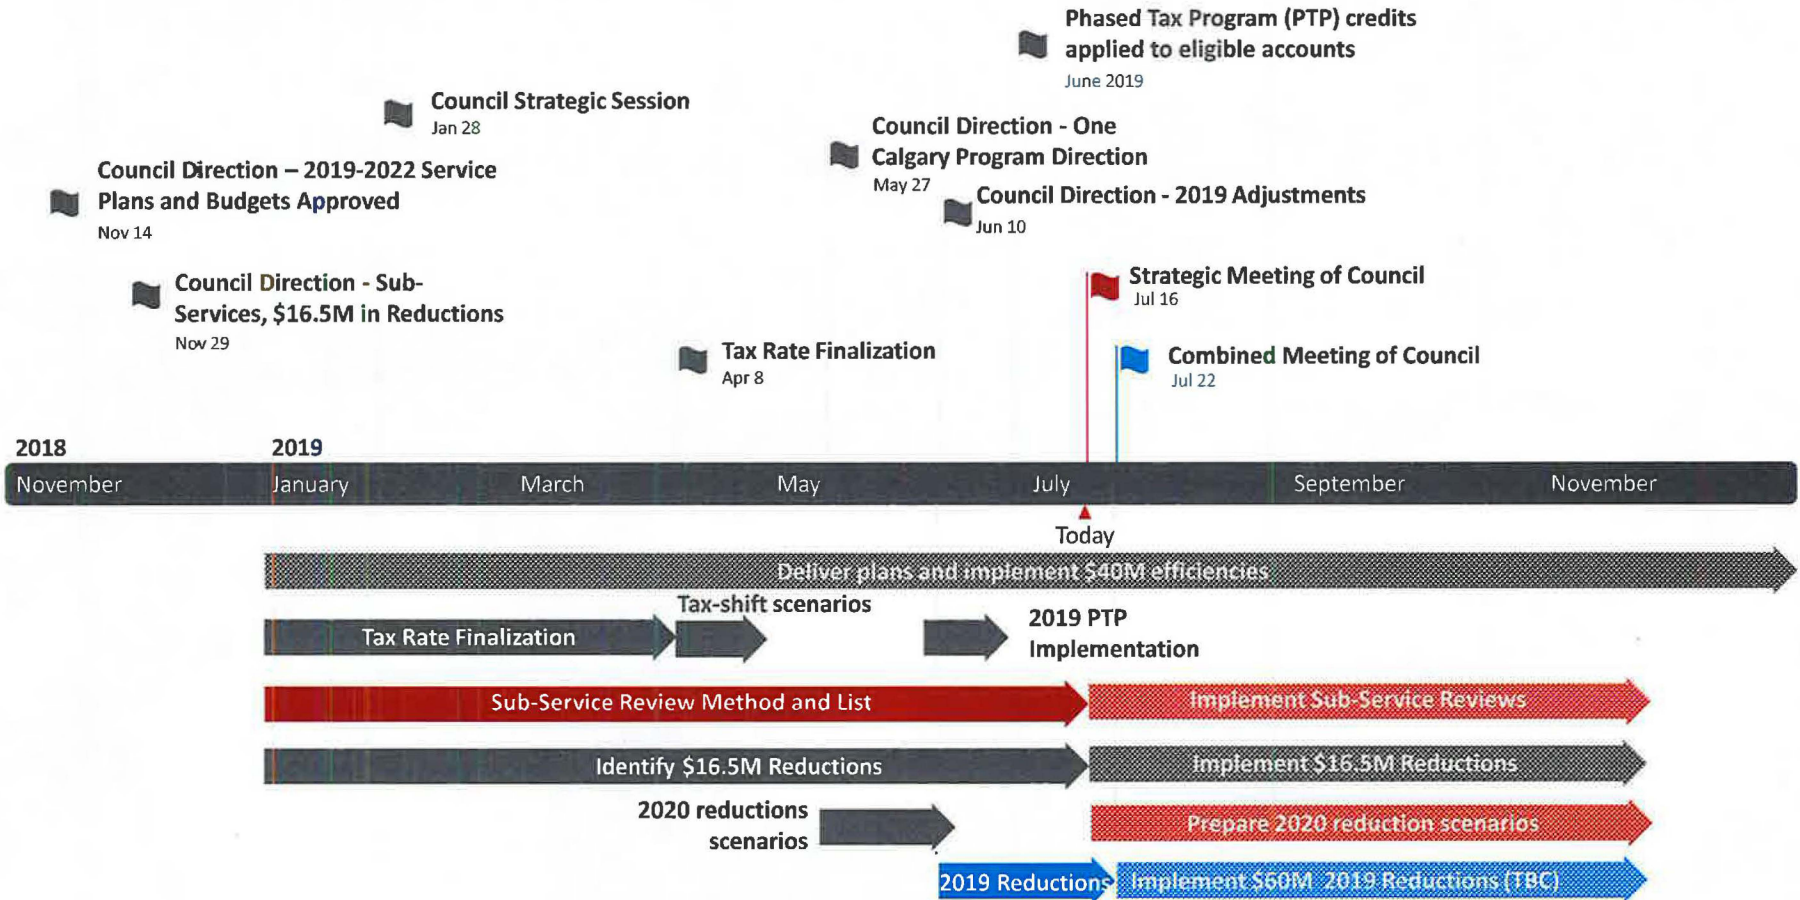 Phased Tax Program (PTP) credits
applied to eligible accounts
June 2019
Council Strategic Session
Jan 28
Council Direction - One
Calgary Program Direction
May 27
Council Direction – 2019-2022 Service
Plans and Budgets Approved
Nov 14
Council Direction - 2019 Adjustments
Jun 10
Council Direction - Sub-
Services, $16.5M in Reductions
Nov 29
Strategic Meeting of Council
Jul 16
Tax Rate Finalization
Apr 8
Combined Meeting of Council
Jul 22
2018
2019
November
January
March
May
July
September
November
Today
Deliver plans and implement $40M efficiencies
Tax-shift scenarios
Tax Rate Finalization
2019 PTP
Implementation
Sub-Service Review Method and List
Implement Sub-Service Reviews
Identify $16.5M Reductions
Implement $16.5M Reductions
2020 reductions
scenarios
Prepare 2020 reduction scenarios
2019 Reductions
Implement $60M 2019 Reductions (TBC)